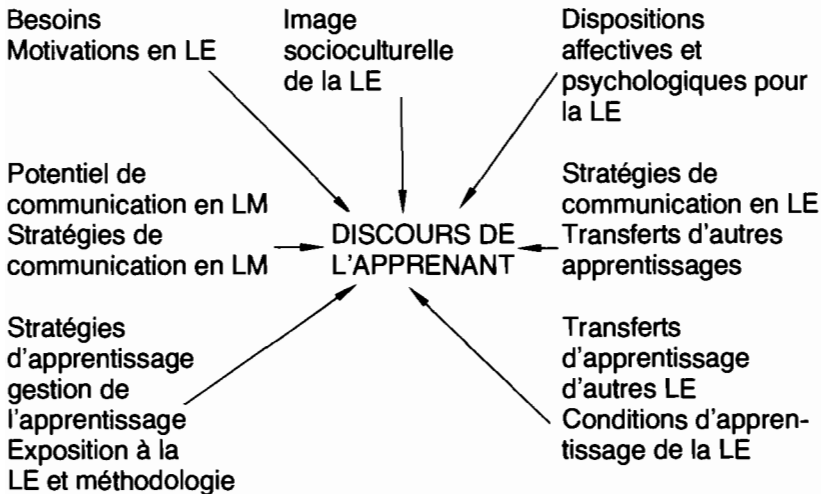 Besoins
Motivations en LE
Image
socioculturelle
de la LE
Dispositions
affectives et
psychologiques pour
la LE
Potentiel de
communication en LM
Stratégies de
communication en LM
DISCOURS DE
L'APPRENANT
Stratégies de
communication en LE
Transferts d'autres
apprentissages
Stratégies
d'apprentissage
gestion de
l'apprentissage
Exposition à la
LE et méthodologie
Transferts
d'apprentissage
d'autres LE
Conditions d'appren-
tissage de la LE